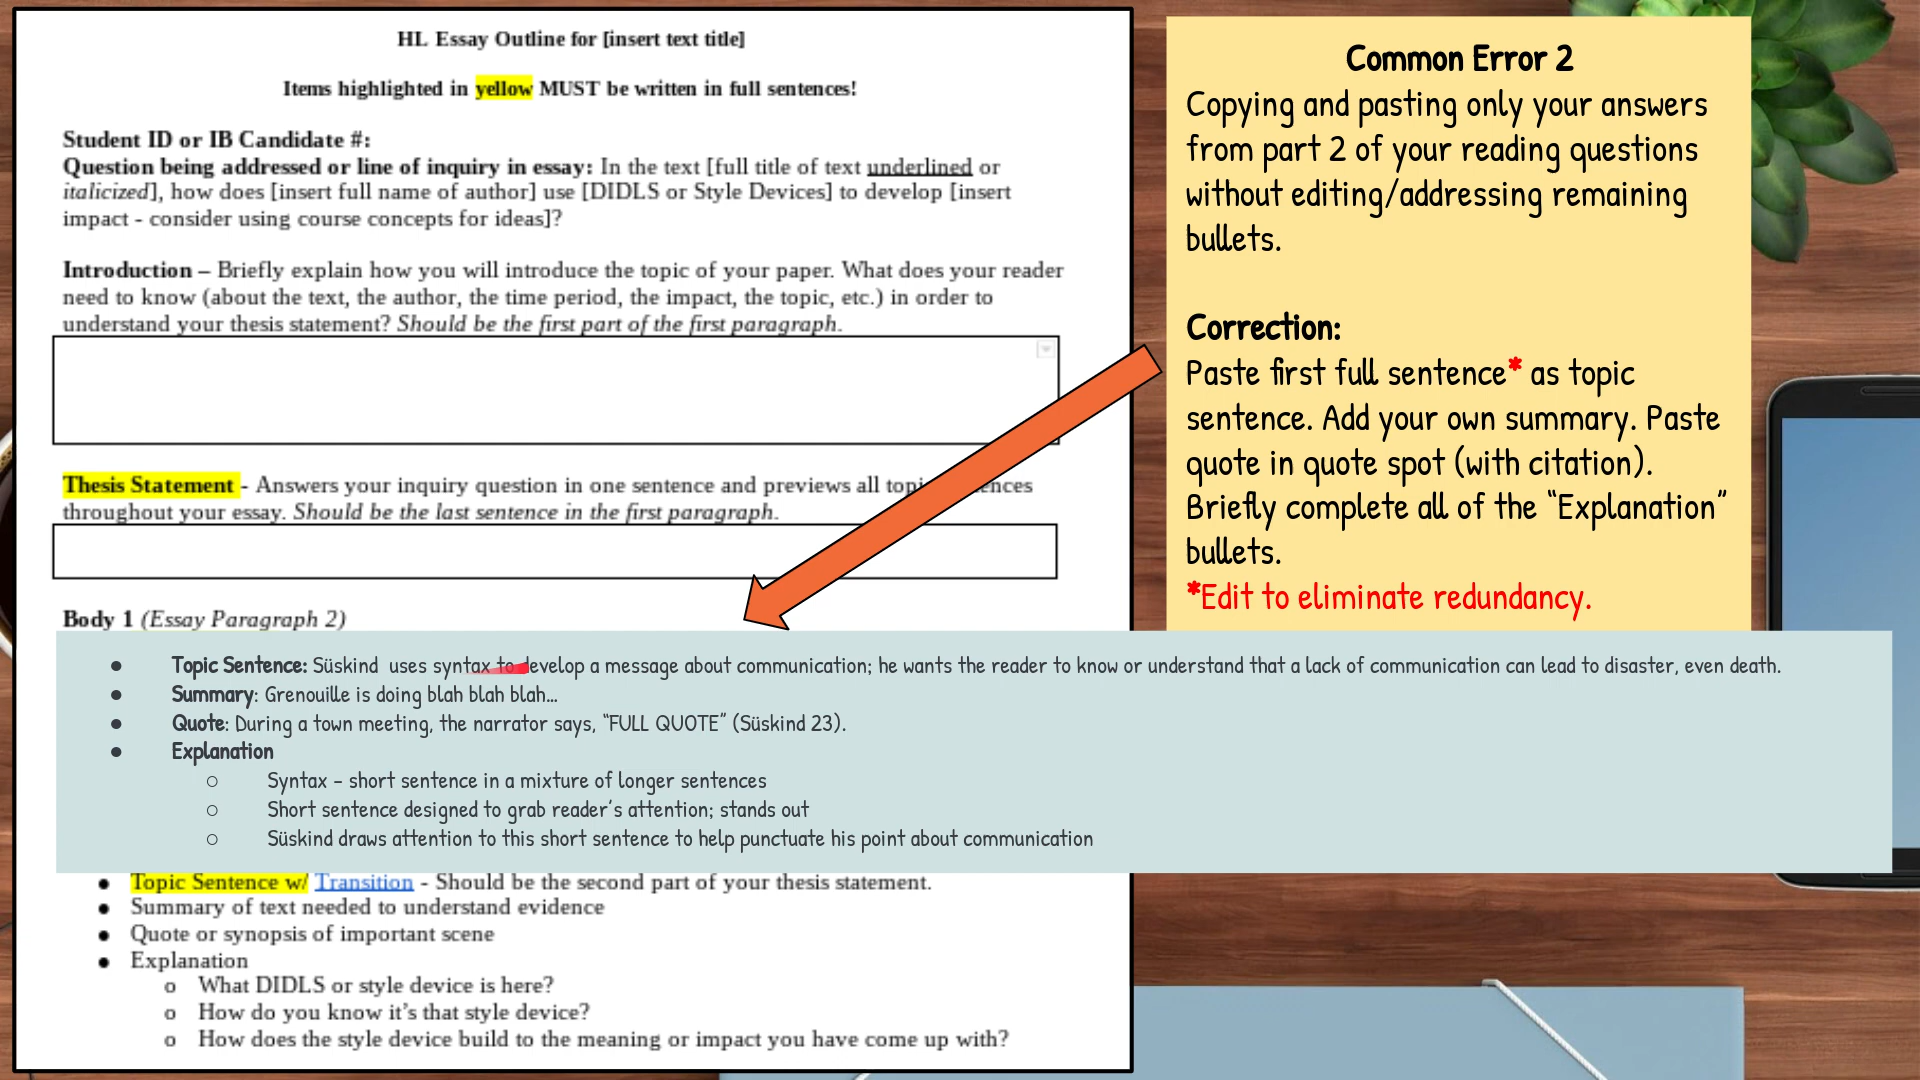 HL Essay Outline for [insert text title]
Items highlighted in yellow MUST be written in full sentences!
Student ID or IB Candidate #:
Question being addressed or line of inquiry in essay: In the text [full title of text underlined or
italicized], how does [insert full name of author] use [DIDLS or Style Devices] to develop [insert
impact - consider using course concepts for ideas]?
Introduction – Briefly explain how you will introduce the topic of your paper. What does your reader
need to know (about the text, the author, the time period, the impact, the topic, etc.) in order to
understand your thesis statement? Should be the first part of the first paragraph.
Thesis Statement - Answers your inquiry question in one sentence and previews all
throughout your essay. Should be the last sentence in the first paragraph.
Body 1 (Essay Paragraph 2)
● Topic Sentence: Süskind uses syntax to develop a message about communication; he wants the reader to know or understand that a lack of communication can lead to disaster, even death.
● Summary: Grenouille is doing blah blah blah...
● Quote: During a town meeting, the narrator says, “FULL QUOTE” (Süskind 23).
● Explanation
○ Syntax – short sentence in a mixture of longer sentences
○ Short sentence designed to grab reader’s attention; stands out
○ Süskind draws attention to this short sentence to help punctuate his point about communication
● Topic Sentence w/ Transition - Should be the second part of your thesis statement.
● Summary of text needed to understand evidence
● Quote or synopsis of important scene
● Explanation
o What DIDLS or style device is here?
o How do you know it’s that style device?
o How does the style device build to the meaning or impact you have come up with?
Common Error 2
Copying and pasting only your answers
from part 2 of your reading questions
without editing/addressing remaining
bullets.
Correction:
Paste first full sentence* as topic
sentence. Add your own summary. Paste
quote in quote spot (with citation).
Briefly complete all of the “Explanation”
bullets.
*Edit to eliminate redundancy.